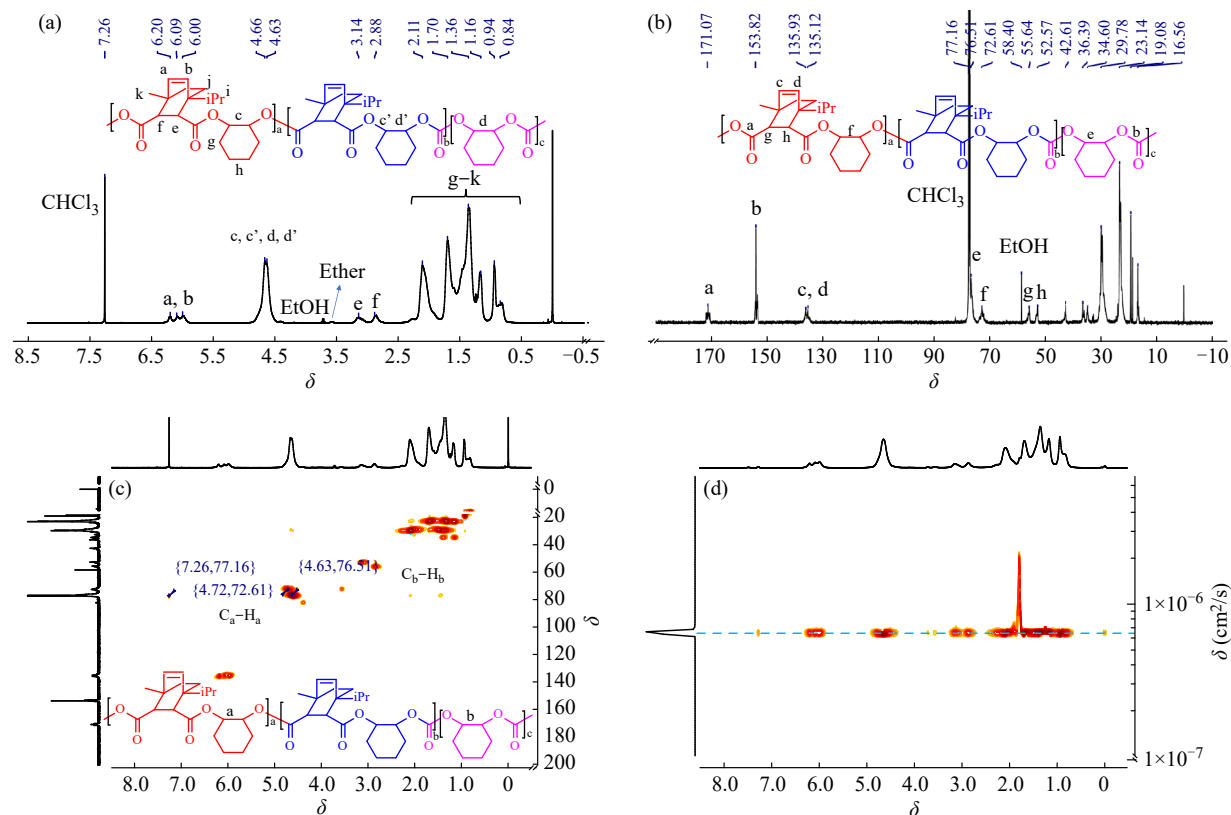 (a)
−7.26
6.20
6.09
6.00
4.66
4.63
−3.14
−2.88
2.11
1.70
1.36
1.16
0.94
0.84
a
b
k
j
i
iPr
f
e
c
g
h
O
O
O
O
a
iPr
c' d'
O
O
O
O
O
b
d
O
O
O
c
CHCl3
c, c', d, d'
g−k
Ether
EtOH
a, b
e
f
8.5
7.5
6.5
5.5
4.5
3.5
2.5
1.5
0.5
−0.5
δ
(b)
−171.07
−153.82
135.93
135.12
77.16
76.51
72.61
58.40
55.64
52.57
42.61
36.39
34.60
29.78
23.14
19.08
16.56
c
d
iPr
a
g
h
f
O
O
O
O
a
iPr
O
O
O
O
O
b
e
b
O
O
O
c
CHCl3
EtOH
a
b
c, d
e
f
g
h
170
150
130
110
90
70
50
30
10
−10
δ
(c)
{7.26,77.16}
{4.63,76.51}
{4.72,72.61}
Ca−Ha
Cb−Hb
iPr
a
O
O
O
O
a
iPr
O
O
O
O
O
b
b
O
O
O
c
0
20
40
60
80
100
120
140
160
180
200
δ
8.0
7.0
6.0
5.0
4.0
3.0
2.0
1.0
0
δ
(d)
1×10−6
1×10−7
δ (cm2/s)
8.0
7.0
6.0
5.0
4.0
3.0
2.0
1.0
0
δ